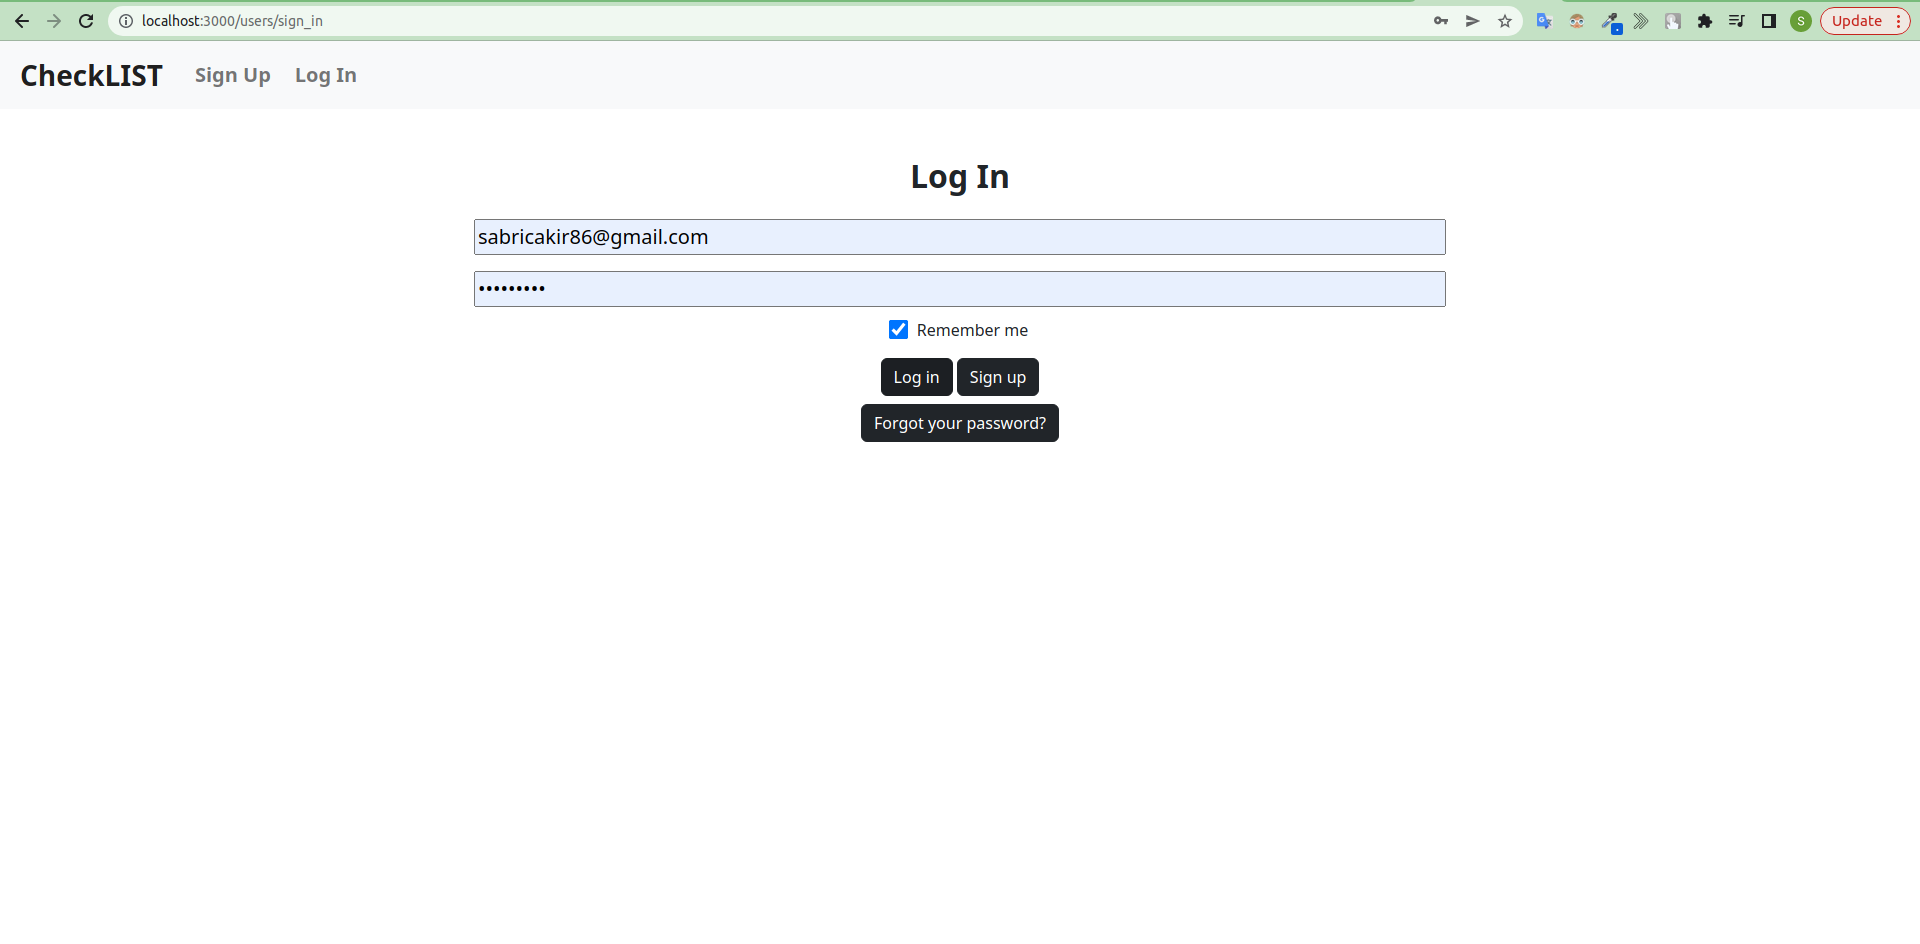 localhost:3000/users/sign_in
S
Update
CheckLIST Sign Up Log In
Log In
sabricakir86@gmail.com
•••••••••
Remember me
Log in Sign up
Forgot your password?